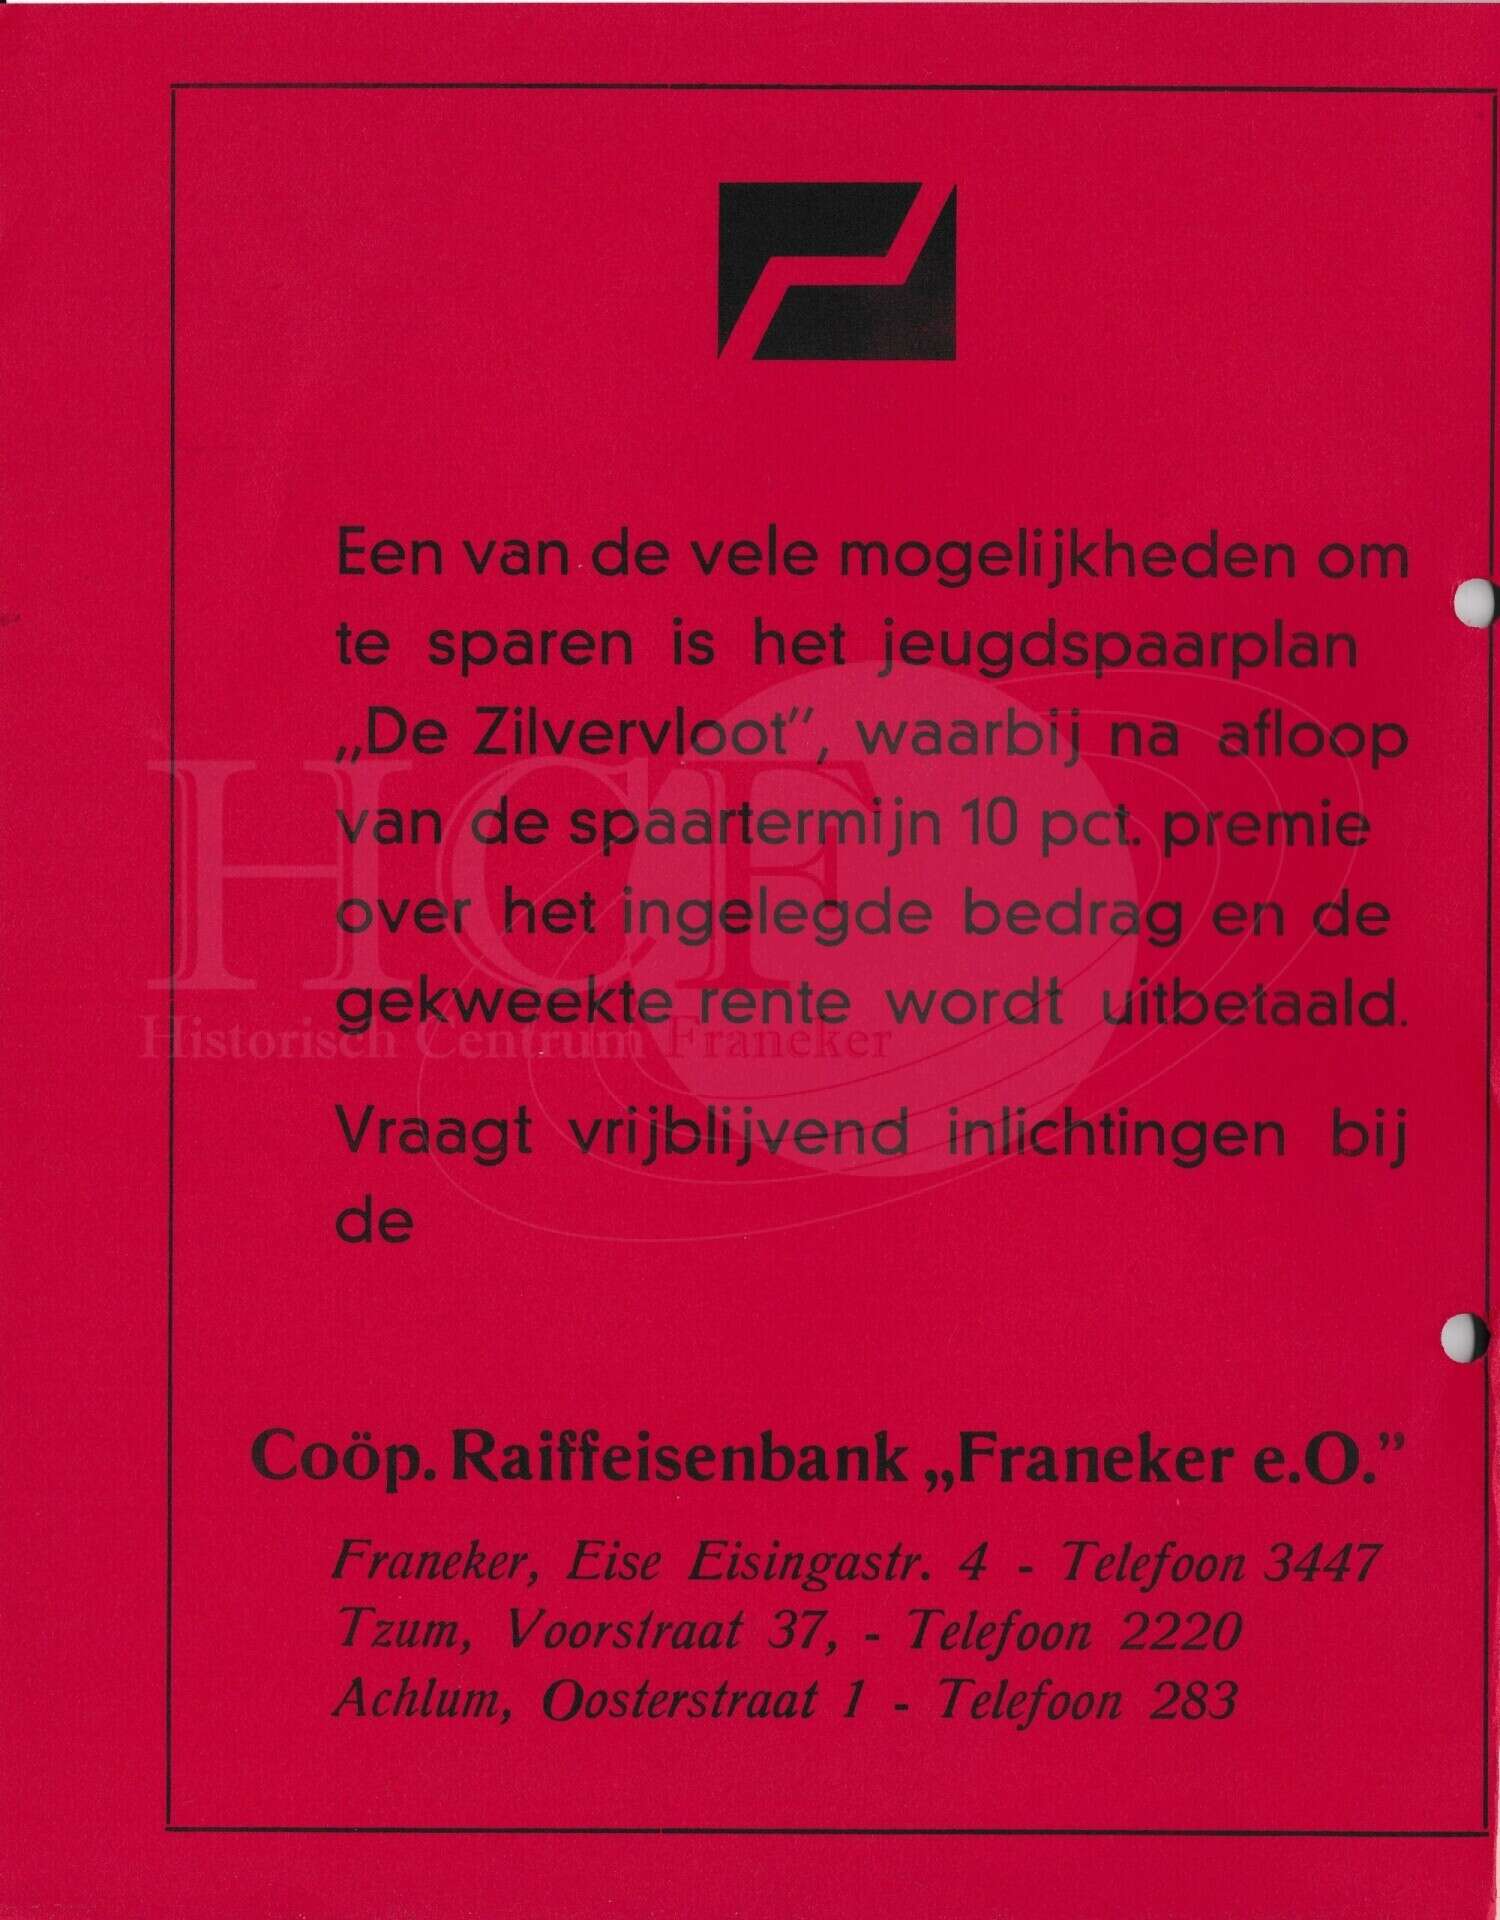 Een van de vele mogelijkheden om
te sparen is het jeugdspaarplan
„De Zilvervloot”, waarbij na afloop
van de spaartermijn 10 pct. premie
over het ingelegde bedrag en de
gekweekte rente wordt uitbetaald.
HCF
Historisch Centrum Franeker
Vraagt vrijblijvend inlichtingen bij
de
Coöp. Raiffeisenbank „Franeker e.O.”
Franeker, Eise Eisingastr. 4 - Telefoon 3447
Tzum, Voorstraat 37, - Telefoon 2220
Achlum, Oosterstraat 1 - Telefoon 283